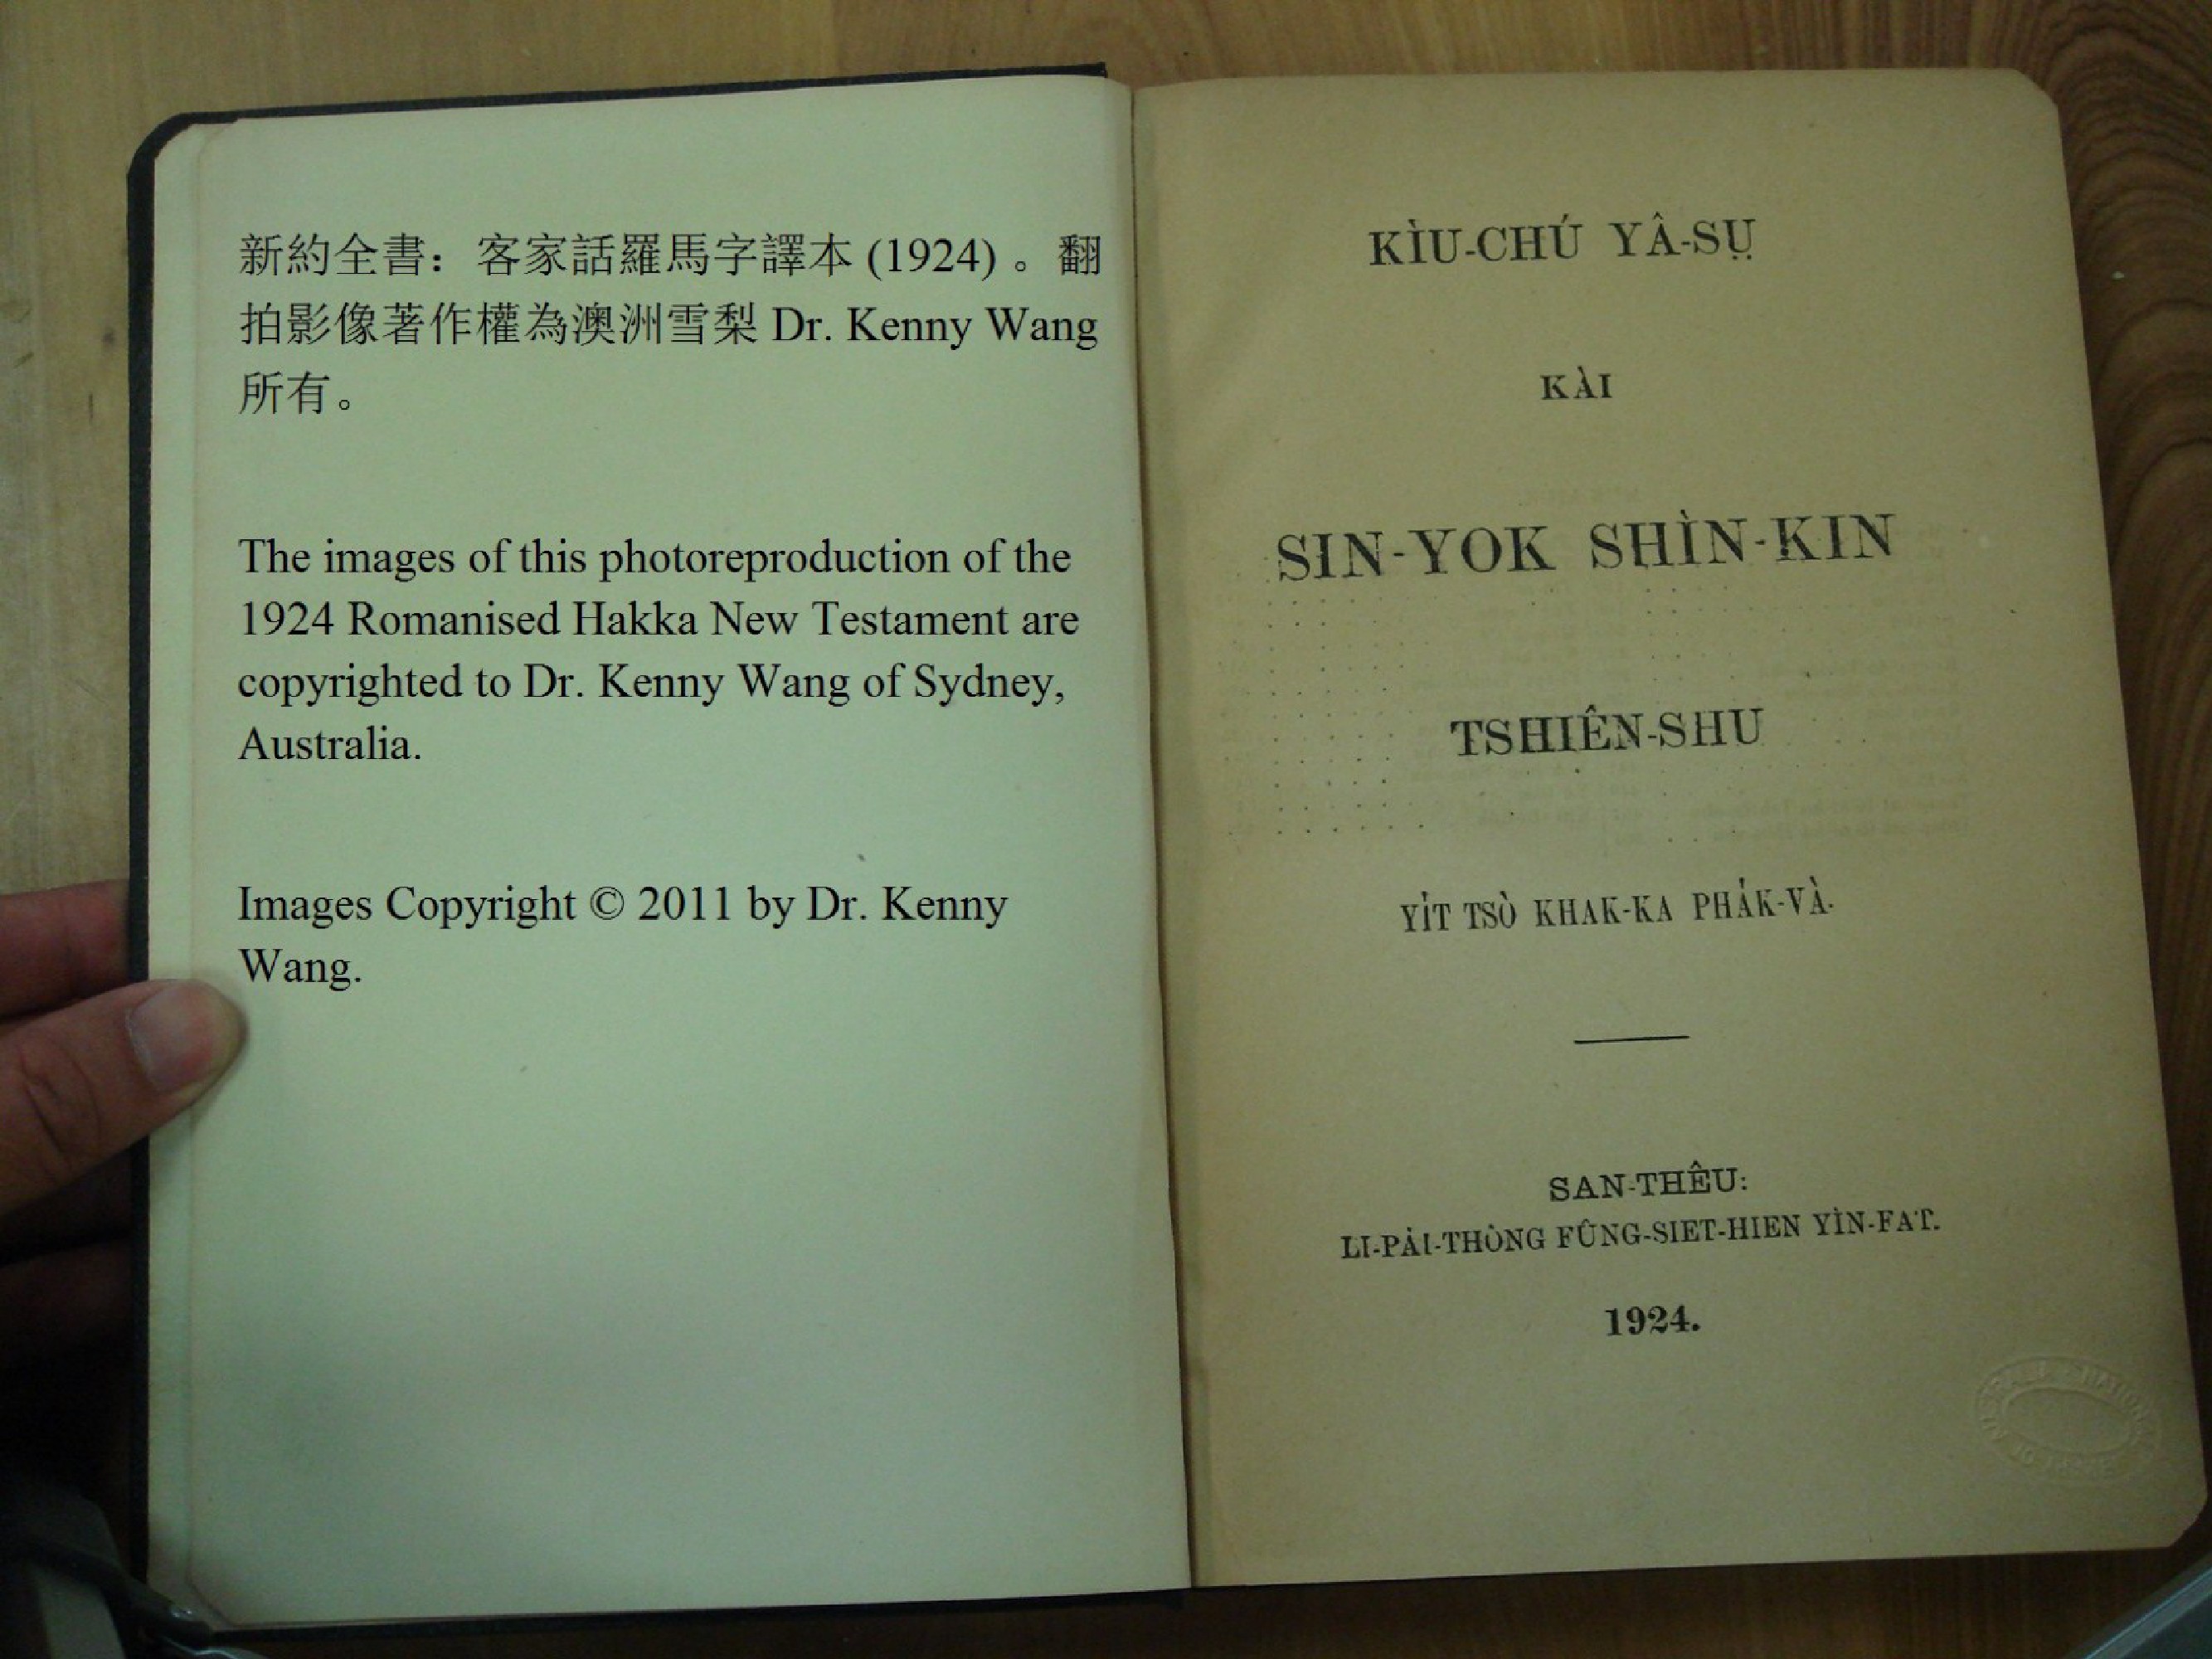 新約全書：客家話羅馬字譯本 (1924) 。翻
拍影像著作權為澳洲雪梨 Dr. Kenny Wang
所有。
The images of this photoreproduction of the
1924 Romanised Hakka New Testament are
copyrighted to Dr. Kenny Wang of Sydney,
Australia.
Images Copyright © 2011 by Dr. Kenny
Wang.
KÌU-CHÚ YÂ-SṲ
KÀI
SIN-YOK SHÌN-KIN
TSHIÊN-SHU
YI̍T TSÒ KHAK-KA PHA̍K-VÀ.
SAN-THÊU:
LI-PÀI-THÒNG FÛNG-SIET-HIEN YÌN-FAT.
1924.